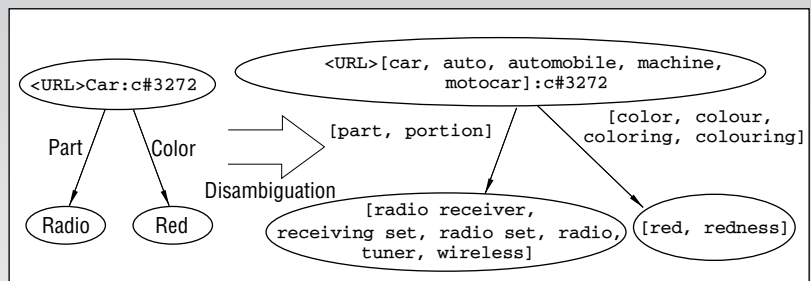 <URL>Car:c#3272
Part
Color
Radio
Red
Disambiguation
<URL>[car, auto, automobile, machine,
motocar]:c#3272
[part, portion]
[color, colour,
coloring, colouring]
[radio receiver,
receiving set, radio set, radio,
tuner, wireless]
[red, redness]